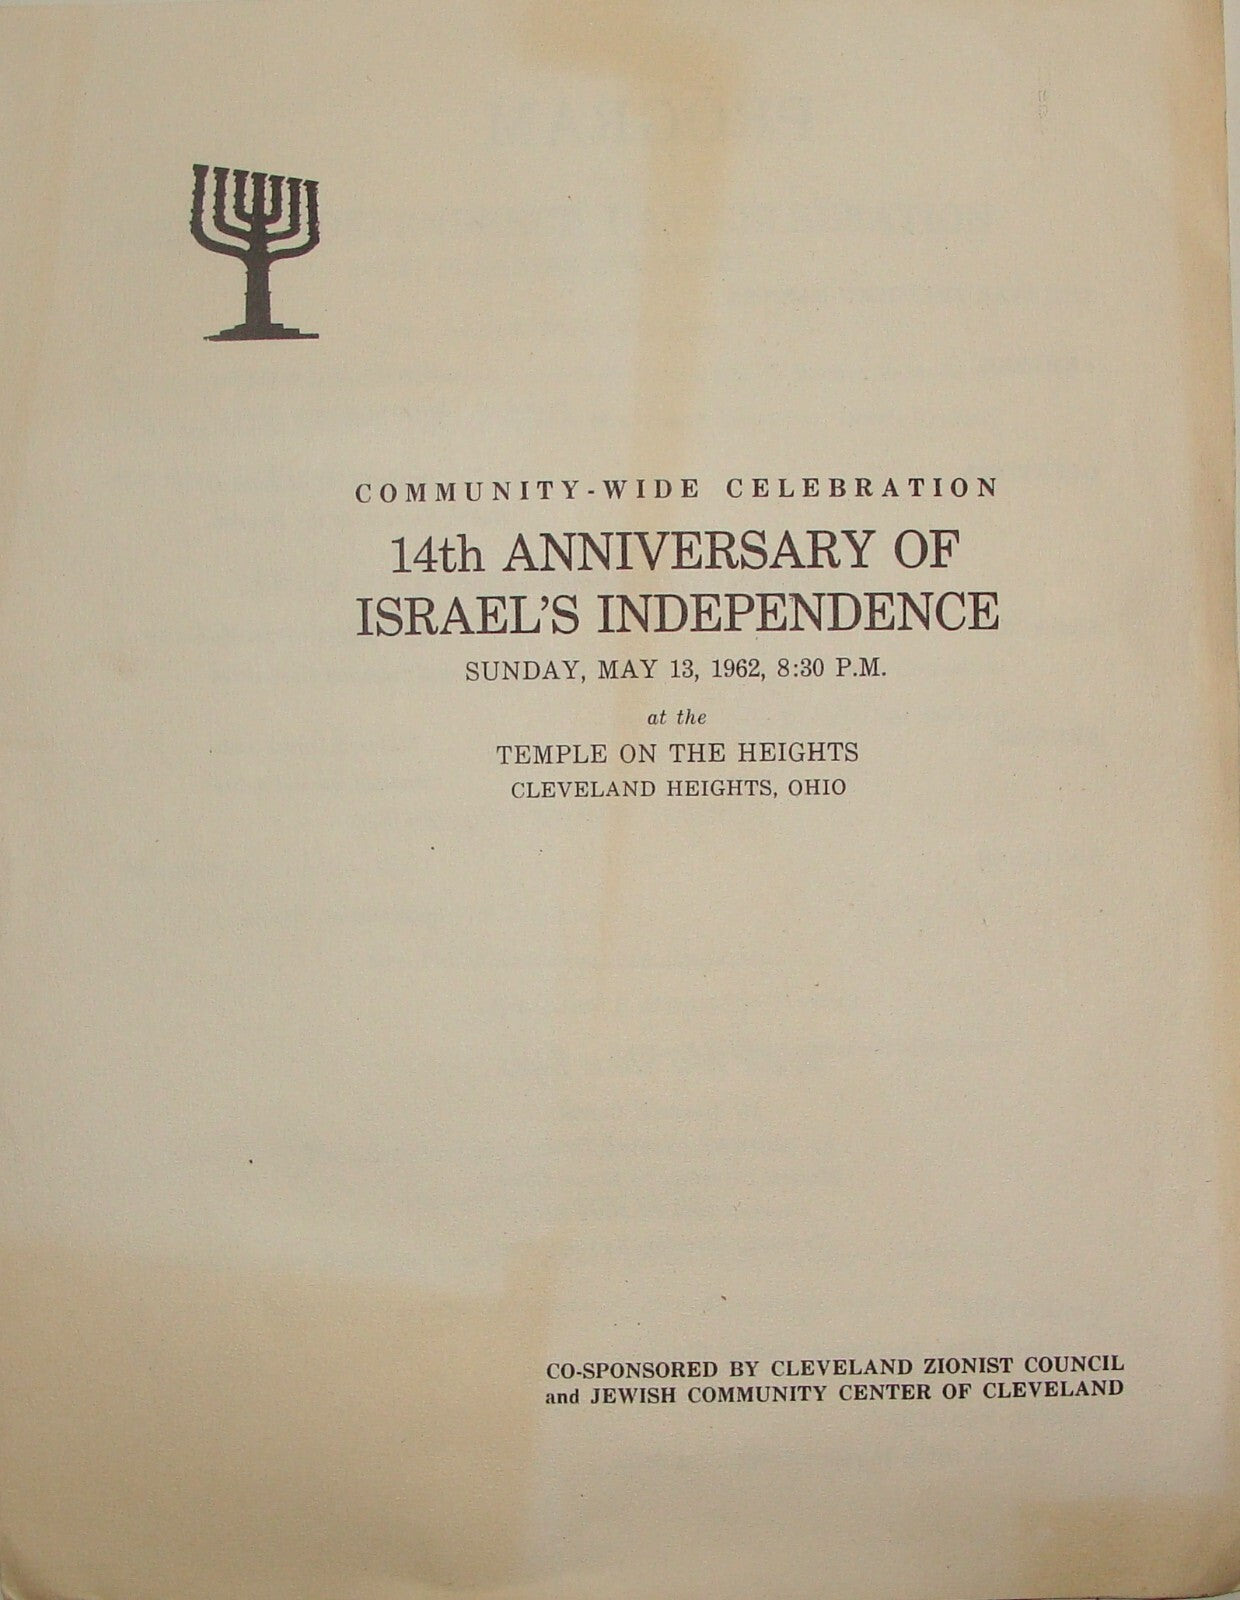 COMMUNITY-WIDE CELEBRATION
14th ANNIVERSARY OF
ISRAEL'S INDEPENDENCE
SUNDAY, MAY 13, 1962, 8:30 P.M.
at the
TEMPLE ON THE HEIGHTS
CLEVELAND HEIGHTS, OHIO
CO-SPONSORED BY CLEVELAND ZIONIST COUNCIL
and JEWISH COMMUNITY CENTER OF CLEVELAND